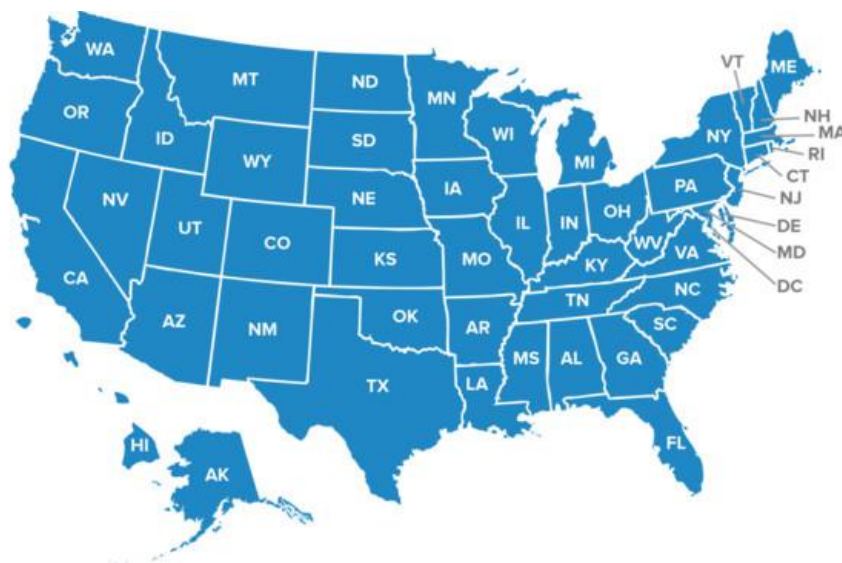 WA
MT
ND
MN
VT
ME
OR
ID
SD
WI
MI
NY
NH
MA
WY
RI
IA
NE
PA
CT
NV
NJ
UT
CO
IL
IN
OH
DE
CA
KS
MO
WV
VA
MD
KY
DC
NC
AZ
NM
OK
AR
TN
SC
TX
LA
MS
AL
GA
HI
AK
FL